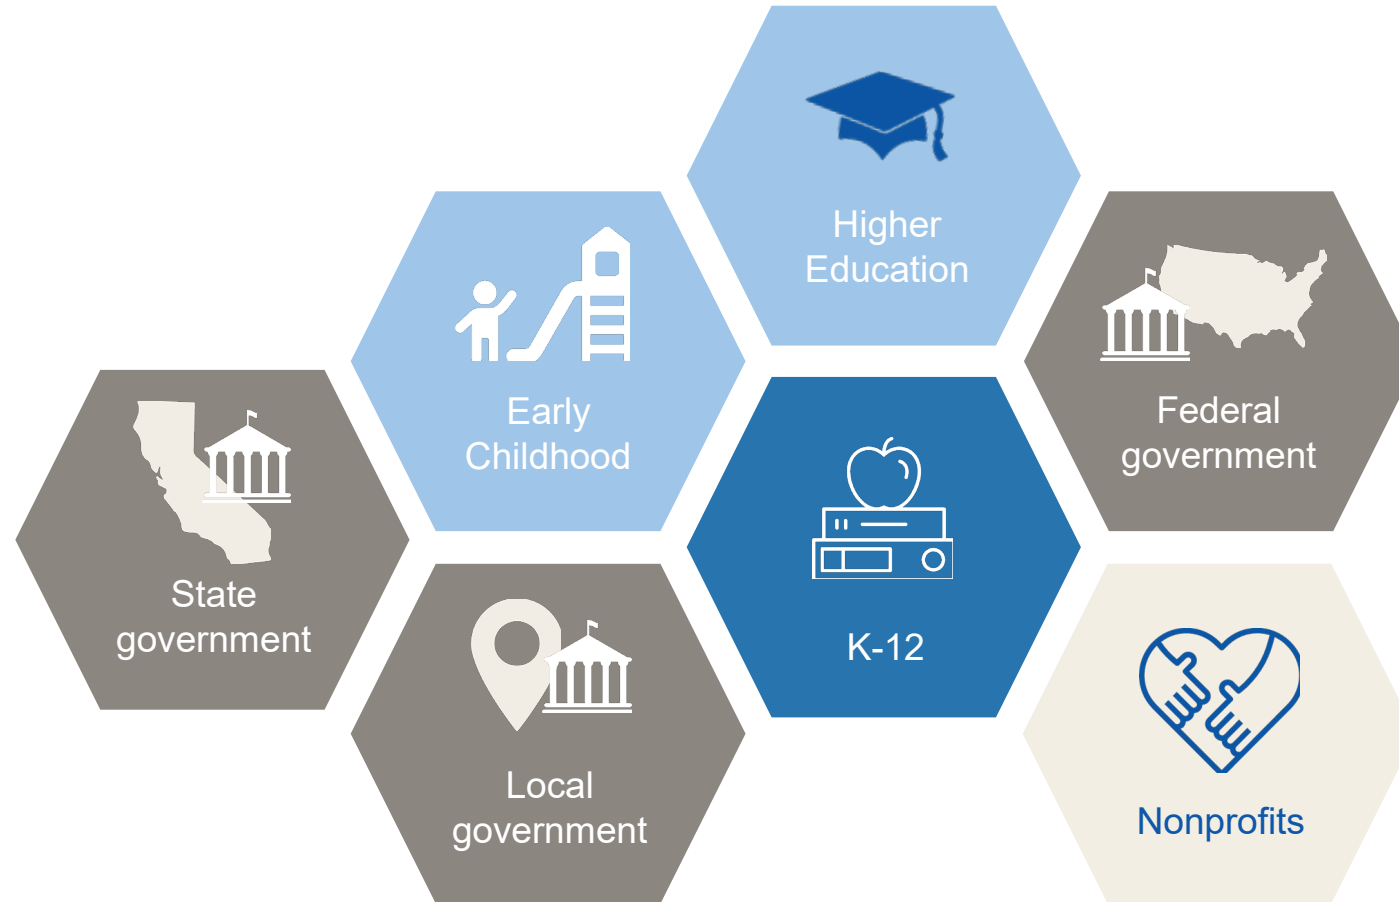 Higher
Education
Early
Childhood
Federal
government
State
government
K-12
Local
government
Nonprofits